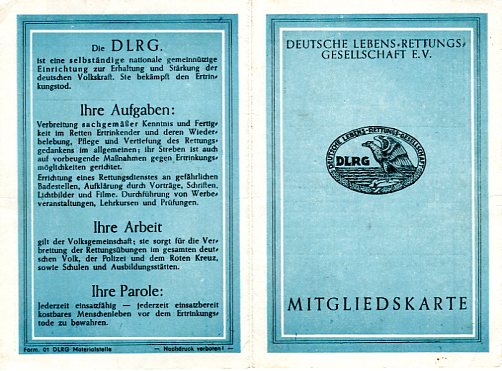 Die DLRG.
ist eine selbständige nationale gemeinnützige
Einrichtung zur Erhaltung und Stärkung der
deutschen Volkskraft. Sie bekämpft den Ertrin-
kungstod.
Ihre Aufgaben:
Verbreitung sachgemäßer Kenntnis und Fertig-
keit im Retten Ertrinkender und deren Wieder-
belebung, Pflege und Vertiefung des Rettungs-
gedankens im allgemeinen; ihr Streben ist auch
auf vorbeugende Maßnahmen gegen Ertrinkungs-
möglichkeiten gerichtet.
Errichtung eines Rettungsdienstes an gefährlichen
Badestellen, Aufklärung durch Vorträge, Schriften,
Lichtbilder und Filme. Durchführung von Werbe-
veranstaltungen, Lehrkursen und Prüfungen.
Ihre Arbeit
gilt der Volksgemeinschaft; sie sorgt für die Ver-
breitung der Rettungsübungen im gesamten deut-
schen Volk, der Polizei und dem Roten Kreuz,
sowie Schulen und Ausbildungsstätten.
Ihre Parole:
Jederzeit einsatzfähig — jederzeit einsatzbereit
kostbares Menschenleben vor dem Ertrinkungs-
tode zu bewahren.
Form. 01 DLRG Materialstelle — Nachdruck verboten! —
DEUTSCHE LEBENS-RETTUNGS-
GESELLSCHAFT E.V.
DEUTSCHE LEBENS-RETTUNGS-GESELLSCHAFT
DLRG
MITGLIEDSKARTE